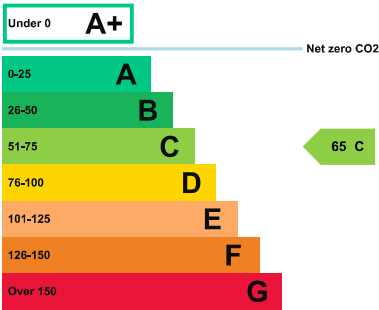 Under 0 A+
Net zero CO2
0-25 A
26-50 B
51-75 C
65 C
76-100 D
101-125 E
126-150 F
Over 150 G